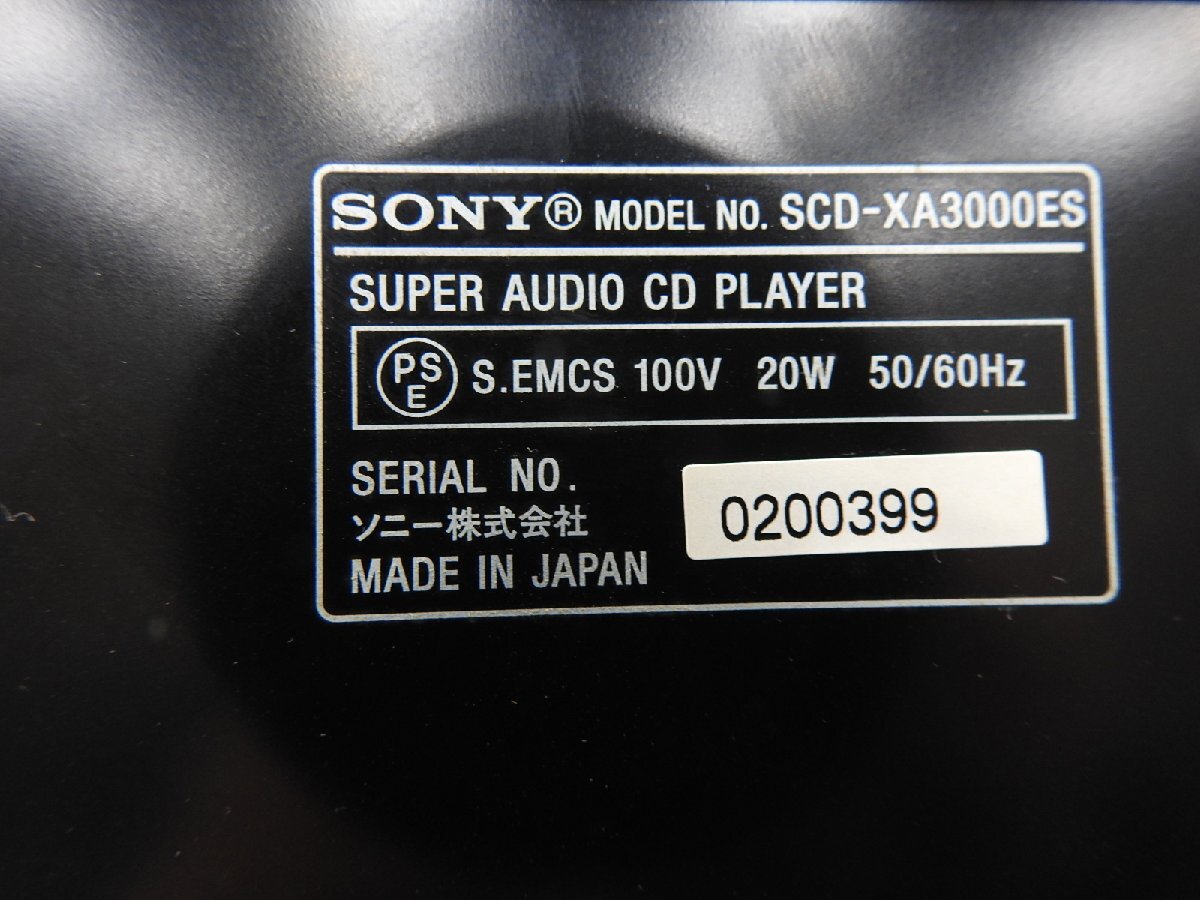 SONY® MODEL NO. SCD-XA3000ES
SUPER AUDIO CD PLAYER
PSE S.EMCS 100V 20W 50/60Hz
SERIAL NO. 0200399
ソニー株式会社
MADE IN JAPAN